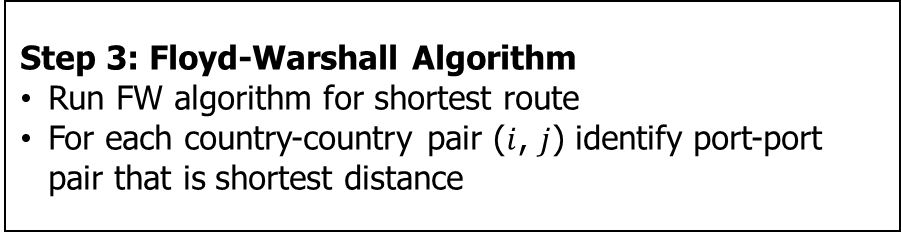 Step 3: Floyd-Warshall Algorithm
• Run FW algorithm for shortest route
• For each country-country pair (i, j) identify port-port
pair that is shortest distance